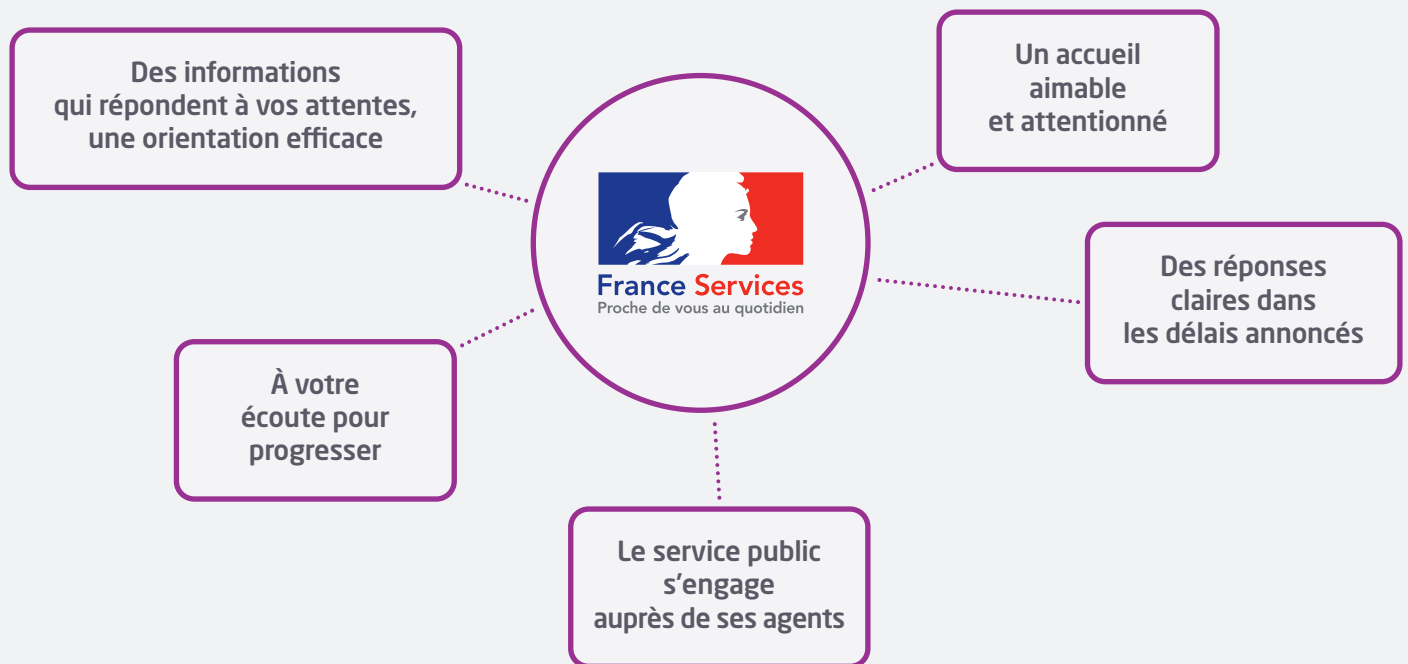 Des informations
qui répondent à vos attentes,
une orientation efficace
Un accueil
aimable
et attentionné
France Services
Proche de vous au quotidien
Des réponses
claires dans
les délais annoncés
À votre
écoute pour
progresser
Le service public
s’engage
auprès de ses agents